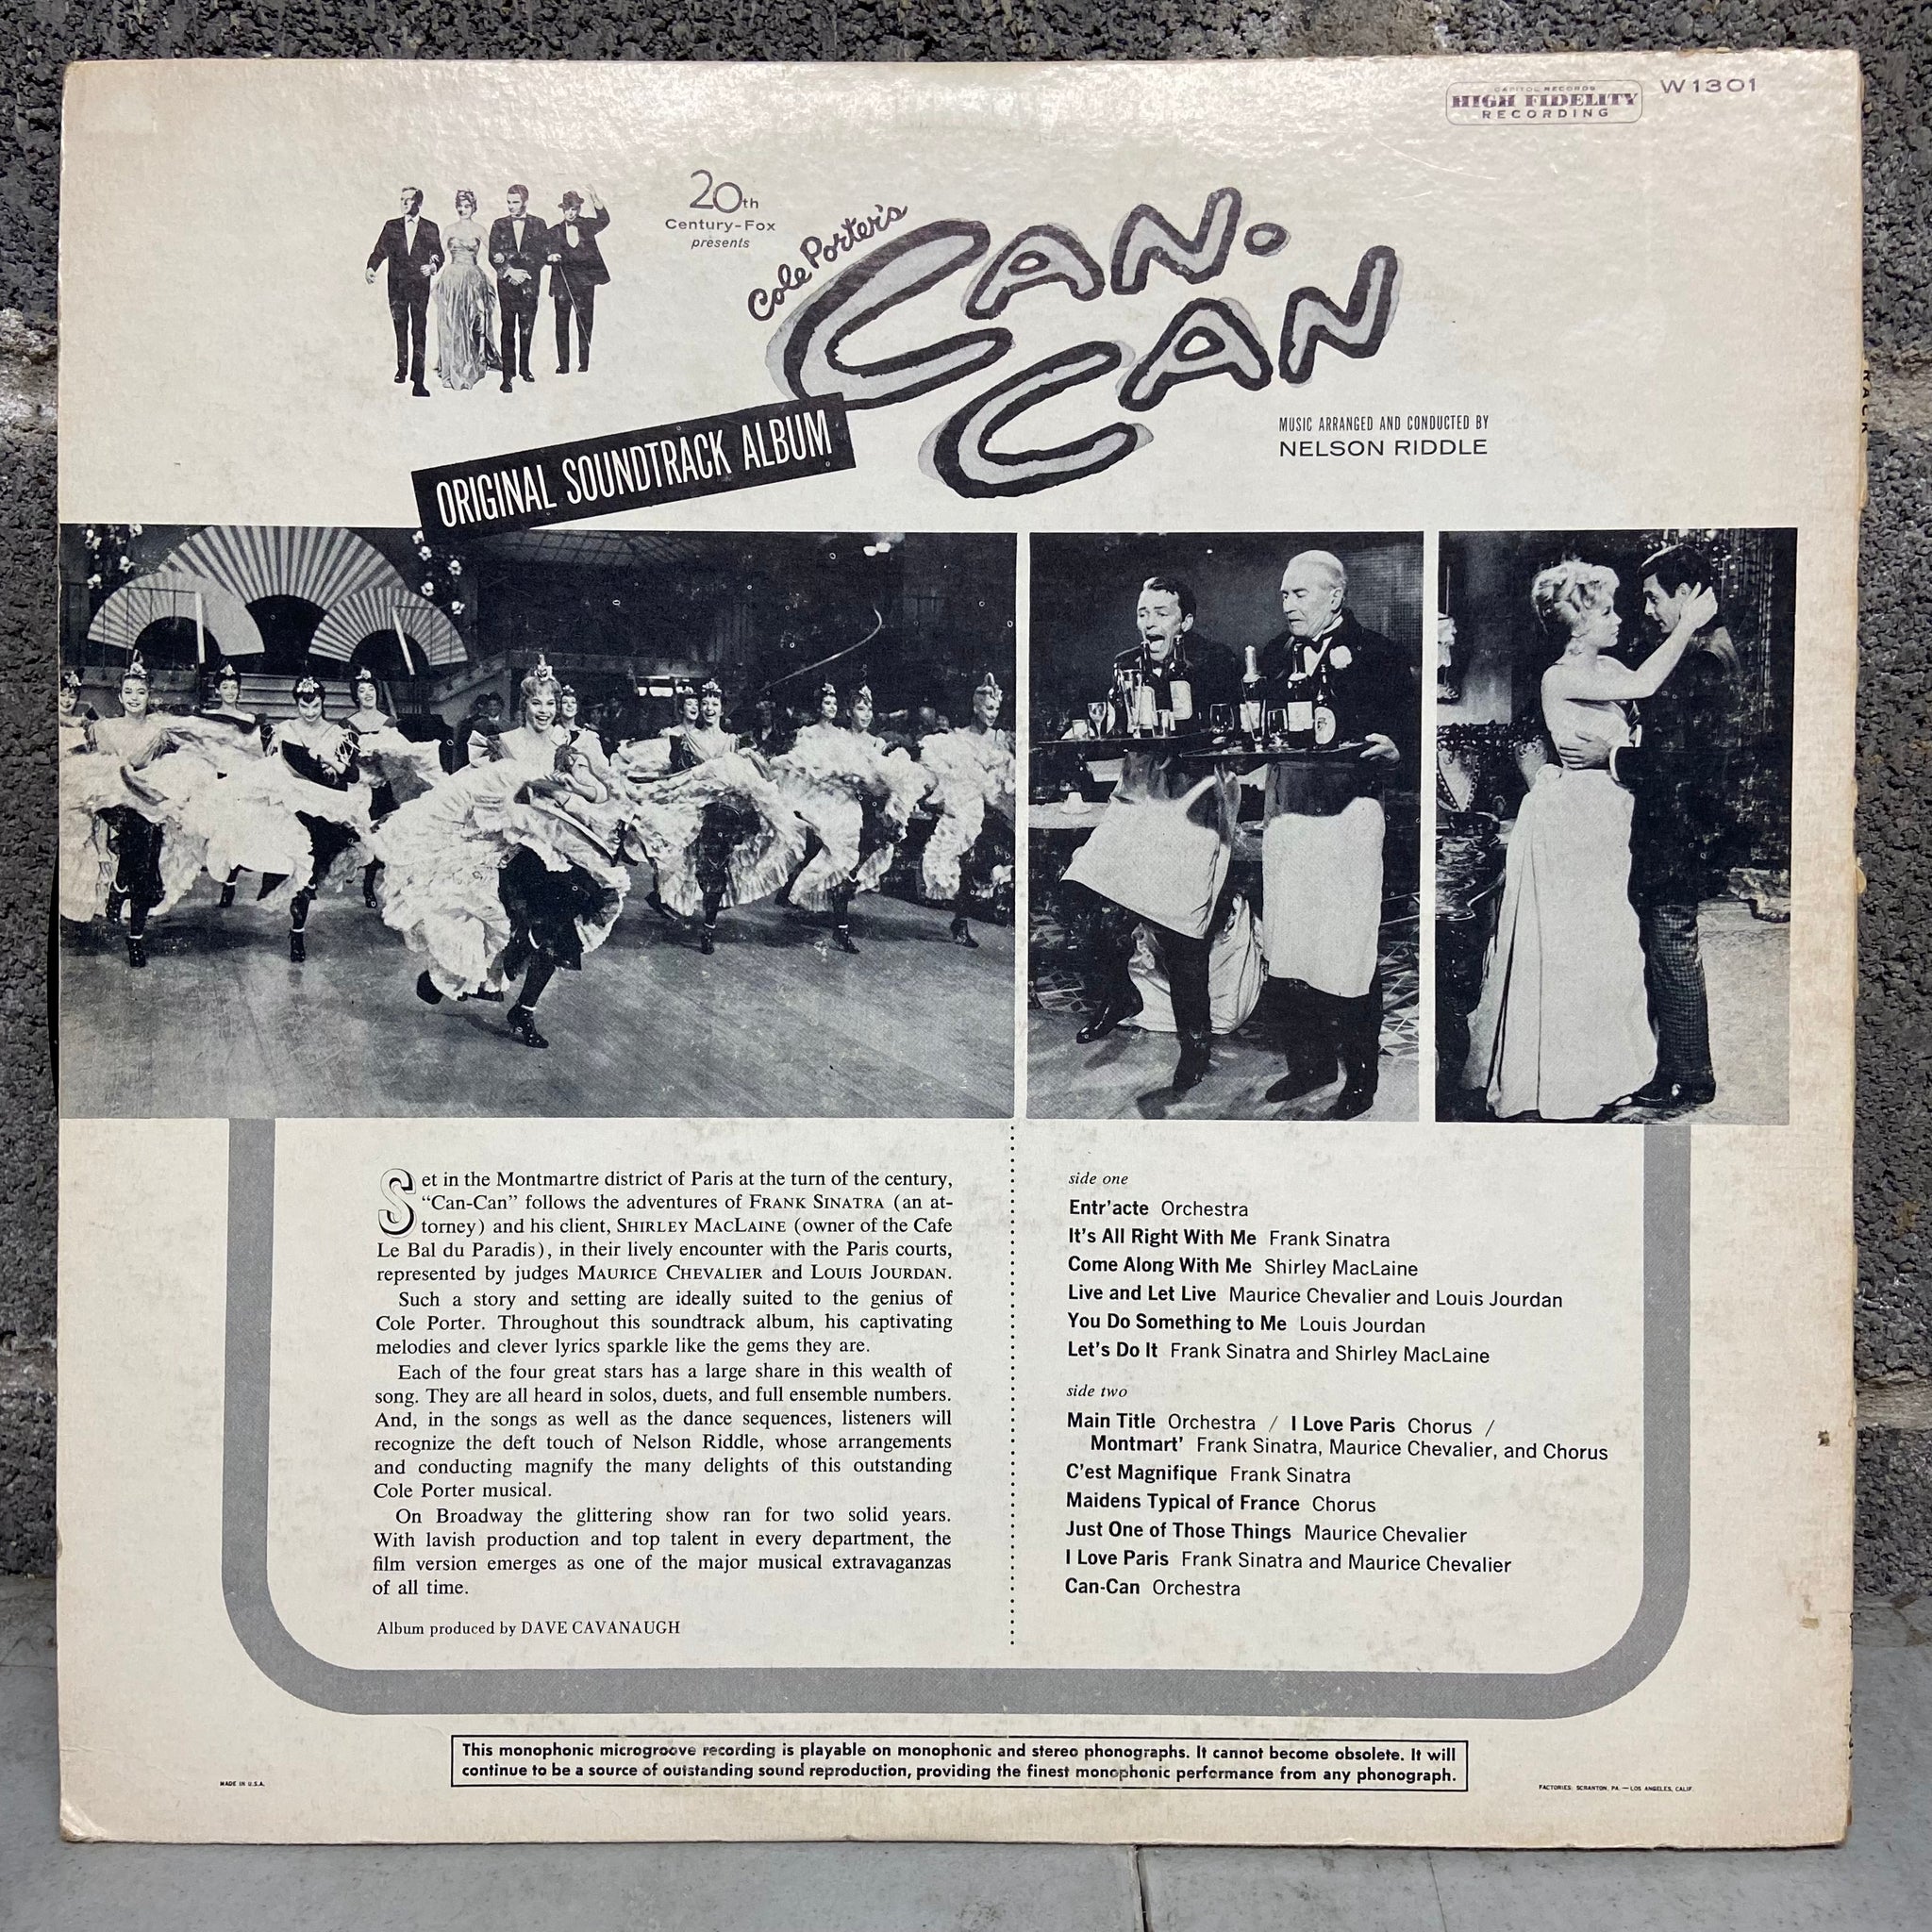 CAPITOL RECORDS
HIGH FIDELITY
RECORDING
W1301
20th
Century-Fox
presents
Cole Porter's
CAN·
CAN
ORIGINAL SOUNDTRACK ALBUM
MUSIC ARRANGED AND CONDUCTED BY
NELSON RIDDLE
Set in the Montmartre district of Paris at the turn of the century,
“Can-Can” follows the adventures of FRANK SINATRA (an at-
torney) and his client, SHIRLEY MACLAINE (owner of the Cafe
Le Bal du Paradis), in their lively encounter with the Paris courts,
represented by judges MAURICE CHEVALIER and LOUIS JOURDAN.
Such a story and setting are ideally suited to the genius of
Cole Porter. Throughout this soundtrack album, his captivating
melodies and clever lyrics sparkle like the gems they are.
Each of the four great stars has a large share in this wealth of
song. They are all heard in solos, duets, and full ensemble numbers.
And, in the songs as well as the dance sequences, listeners will
recognize the deft touch of Nelson Riddle, whose arrangements
and conducting magnify the many delights of this outstanding
Cole Porter musical.
On Broadway the glittering show ran for two solid years.
With lavish production and top talent in every department, the
film version emerges as one of the major musical extravaganzas
of all time.
Album produced by DAVE CAVANAUGH
side one
Entr'acte Orchestra
It's All Right With Me Frank Sinatra
Come Along With Me Shirley MacLaine
Live and Let Live Maurice Chevalier and Louis Jourdan
You Do Something to Me Louis Jourdan
Let's Do It Frank Sinatra and Shirley MacLaine
side two
Main Title Orchestra / I Love Paris Chorus /
Montmart' Frank Sinatra, Maurice Chevalier, and Chorus
C'est Magnifique Frank Sinatra
Maidens Typical of France Chorus
Just One of Those Things Maurice Chevalier
I Love Paris Frank Sinatra and Maurice Chevalier
Can-Can Orchestra
This monophonic microgroove recording is playable on monophonic and stereo phonographs. It cannot become obsolete. It will
continue to be a source of outstanding sound reproduction, providing the finest monophonic performance from any phonograph.
MADE IN U.S.A.
FACTORIES: SCRANTON, PA. — LOS ANGELES, CALIF.